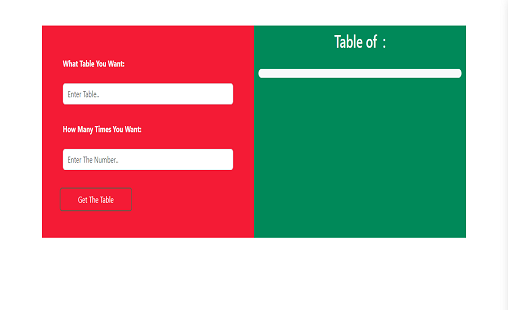 What Table You Want:
Enter Table..
How Many Times You Want:
Enter The Number..
Get The Table
Table of :